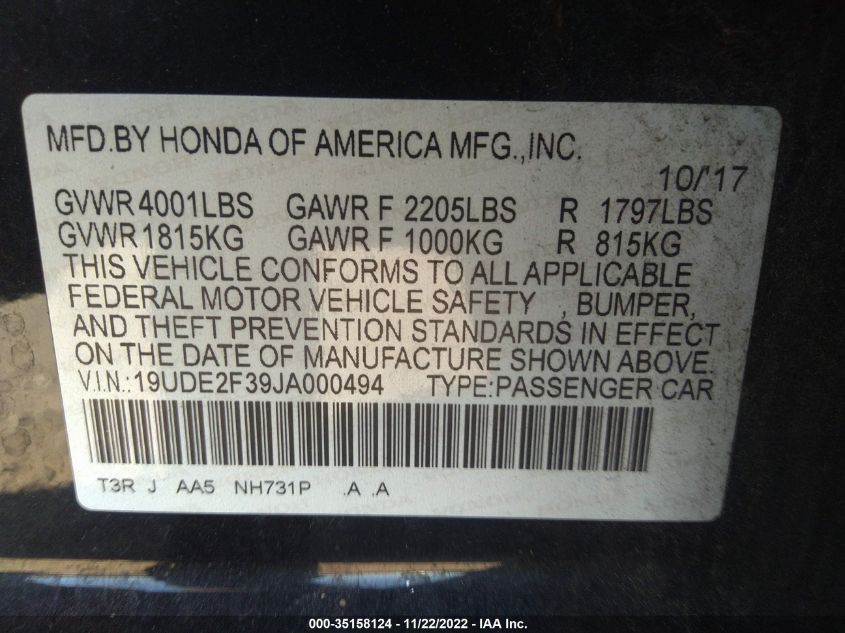 MFD.BY HONDA OF AMERICA MFG.,INC.
10/'17
GVWR 4001LBS GAWR F 2205LBS R 1797LBS
GVWR 1815KG GAWR F 1000KG R 815KG
THIS VEHICLE CONFORMS TO ALL APPLICABLE
FEDERAL MOTOR VEHICLE SAFETY , BUMPER,
AND THEFT PREVENTION STANDARDS IN EFFECT
ON THE DATE OF MANUFACTURE SHOWN ABOVE.
V.I.N.:19UDE2F39JA000494 TYPE:PASSENGER CAR
T3R J AA5 NH731P .A .A
000-35158124 - 11/22/2022 - IAA Inc.